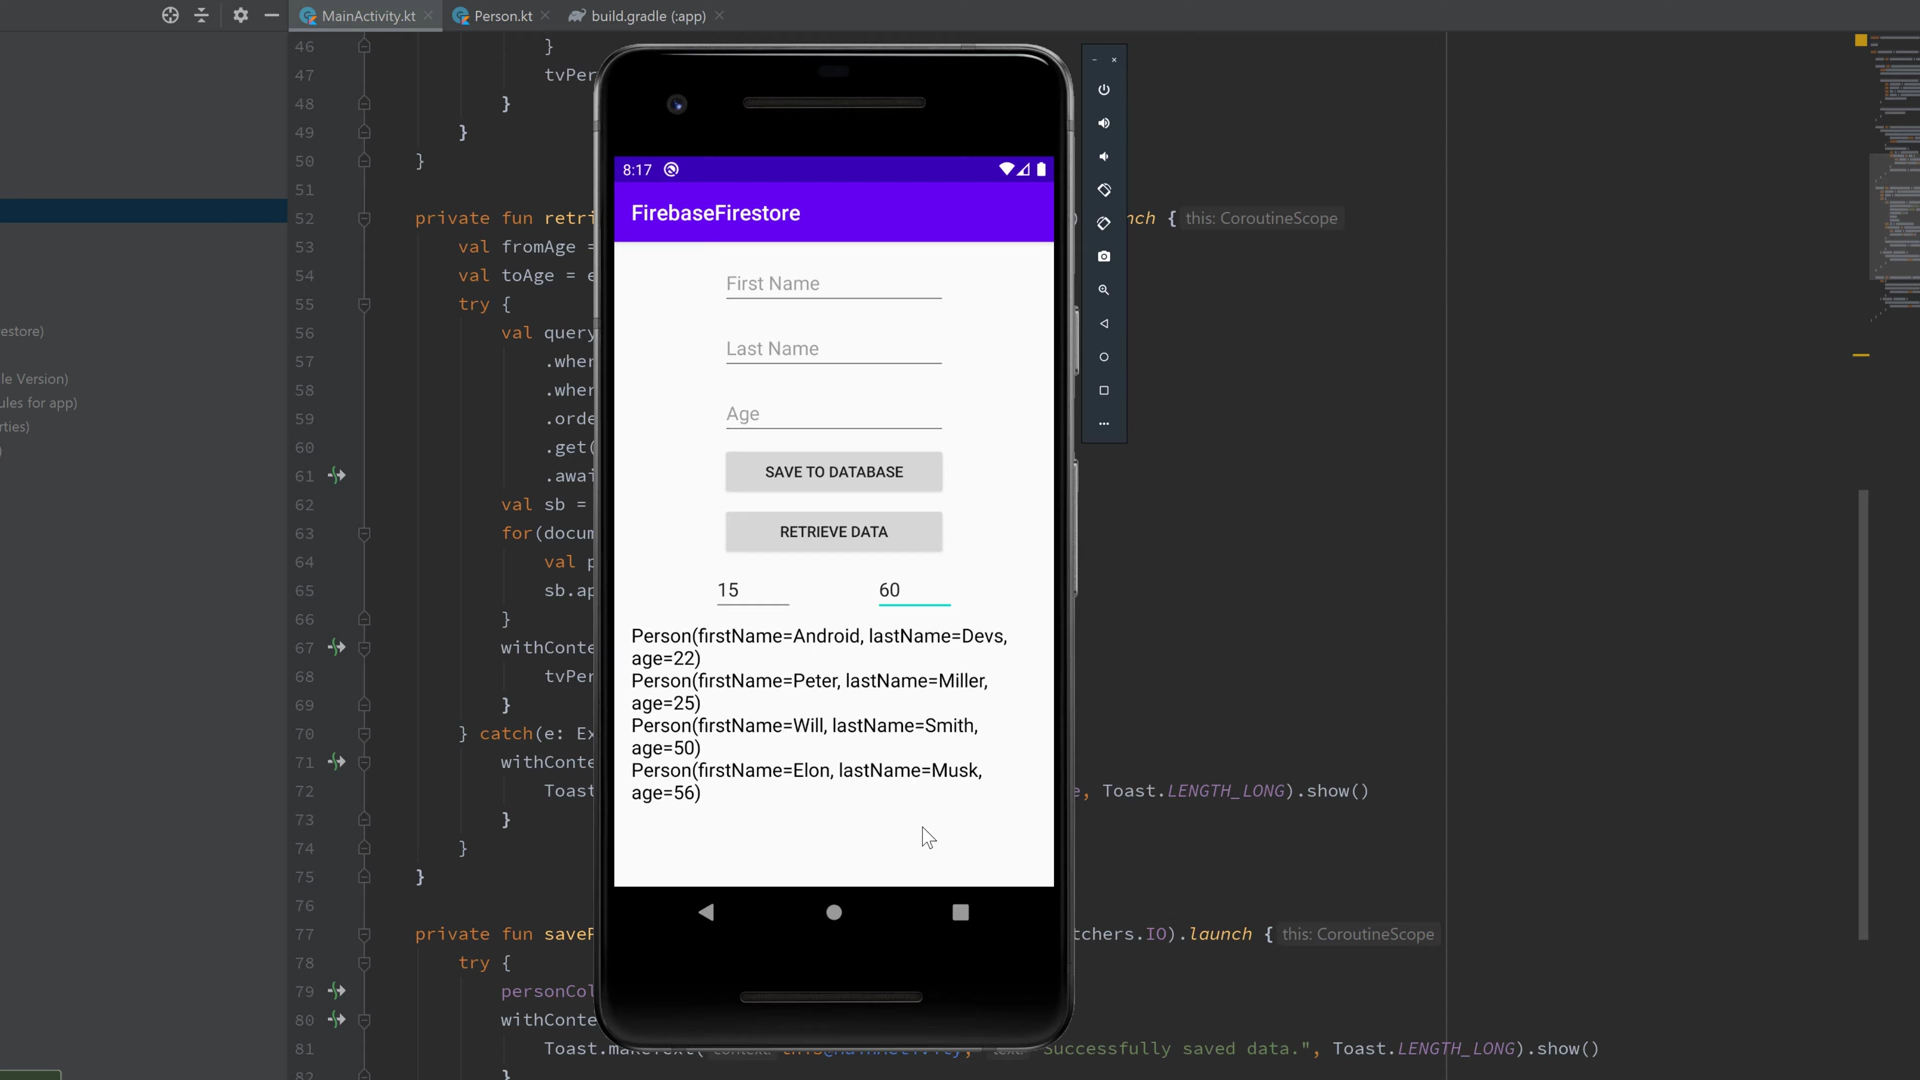 MainActivity.kt
Person.kt
build.gradle (:app)
46 }
47 tvPer
48 }
49 }
50 }
51
52 private fun retri nch { this: CoroutineScope
53 val fromAge =
54 val toAge = e
55 try {
56 val query
57 .wher
58 .wher
59 .orde
60 .get(
61 .awai
62 val sb =
63 for(docum
64 val p
65 sb.ap
66 }
67 withConte
68 tvPer
69 }
70 } catch(e: Ex
71 withConte
72 Toast e, Toast.LENGTH_LONG).show()
73 }
74 }
75 }
76
77 private fun saveP tchers.IO).launch { this: CoroutineScope
78 try {
79 personCol
80 withConte
81 Toast.makeText( context: this@MainActivity, text: "Successfully saved data.", Toast.LENGTH_LONG).show()
82 }
estore)
le Version)
ules for app)
rties)
)
8:17
FirebaseFirestore
First Name
Last Name
Age
SAVE TO DATABASE
RETRIEVE DATA
15 60
Person(firstName=Android, lastName=Devs,
age=22)
Person(firstName=Peter, lastName=Miller,
age=25)
Person(firstName=Will, lastName=Smith,
age=50)
Person(firstName=Elon, lastName=Musk,
age=56)